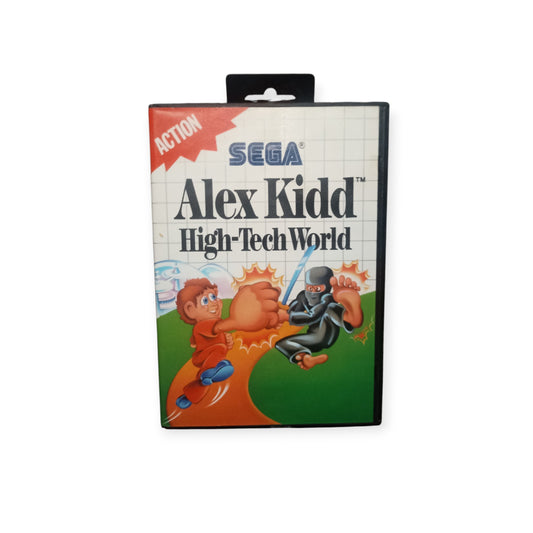 ACTION
SEGA®
Alex Kidd™
High-Tech World